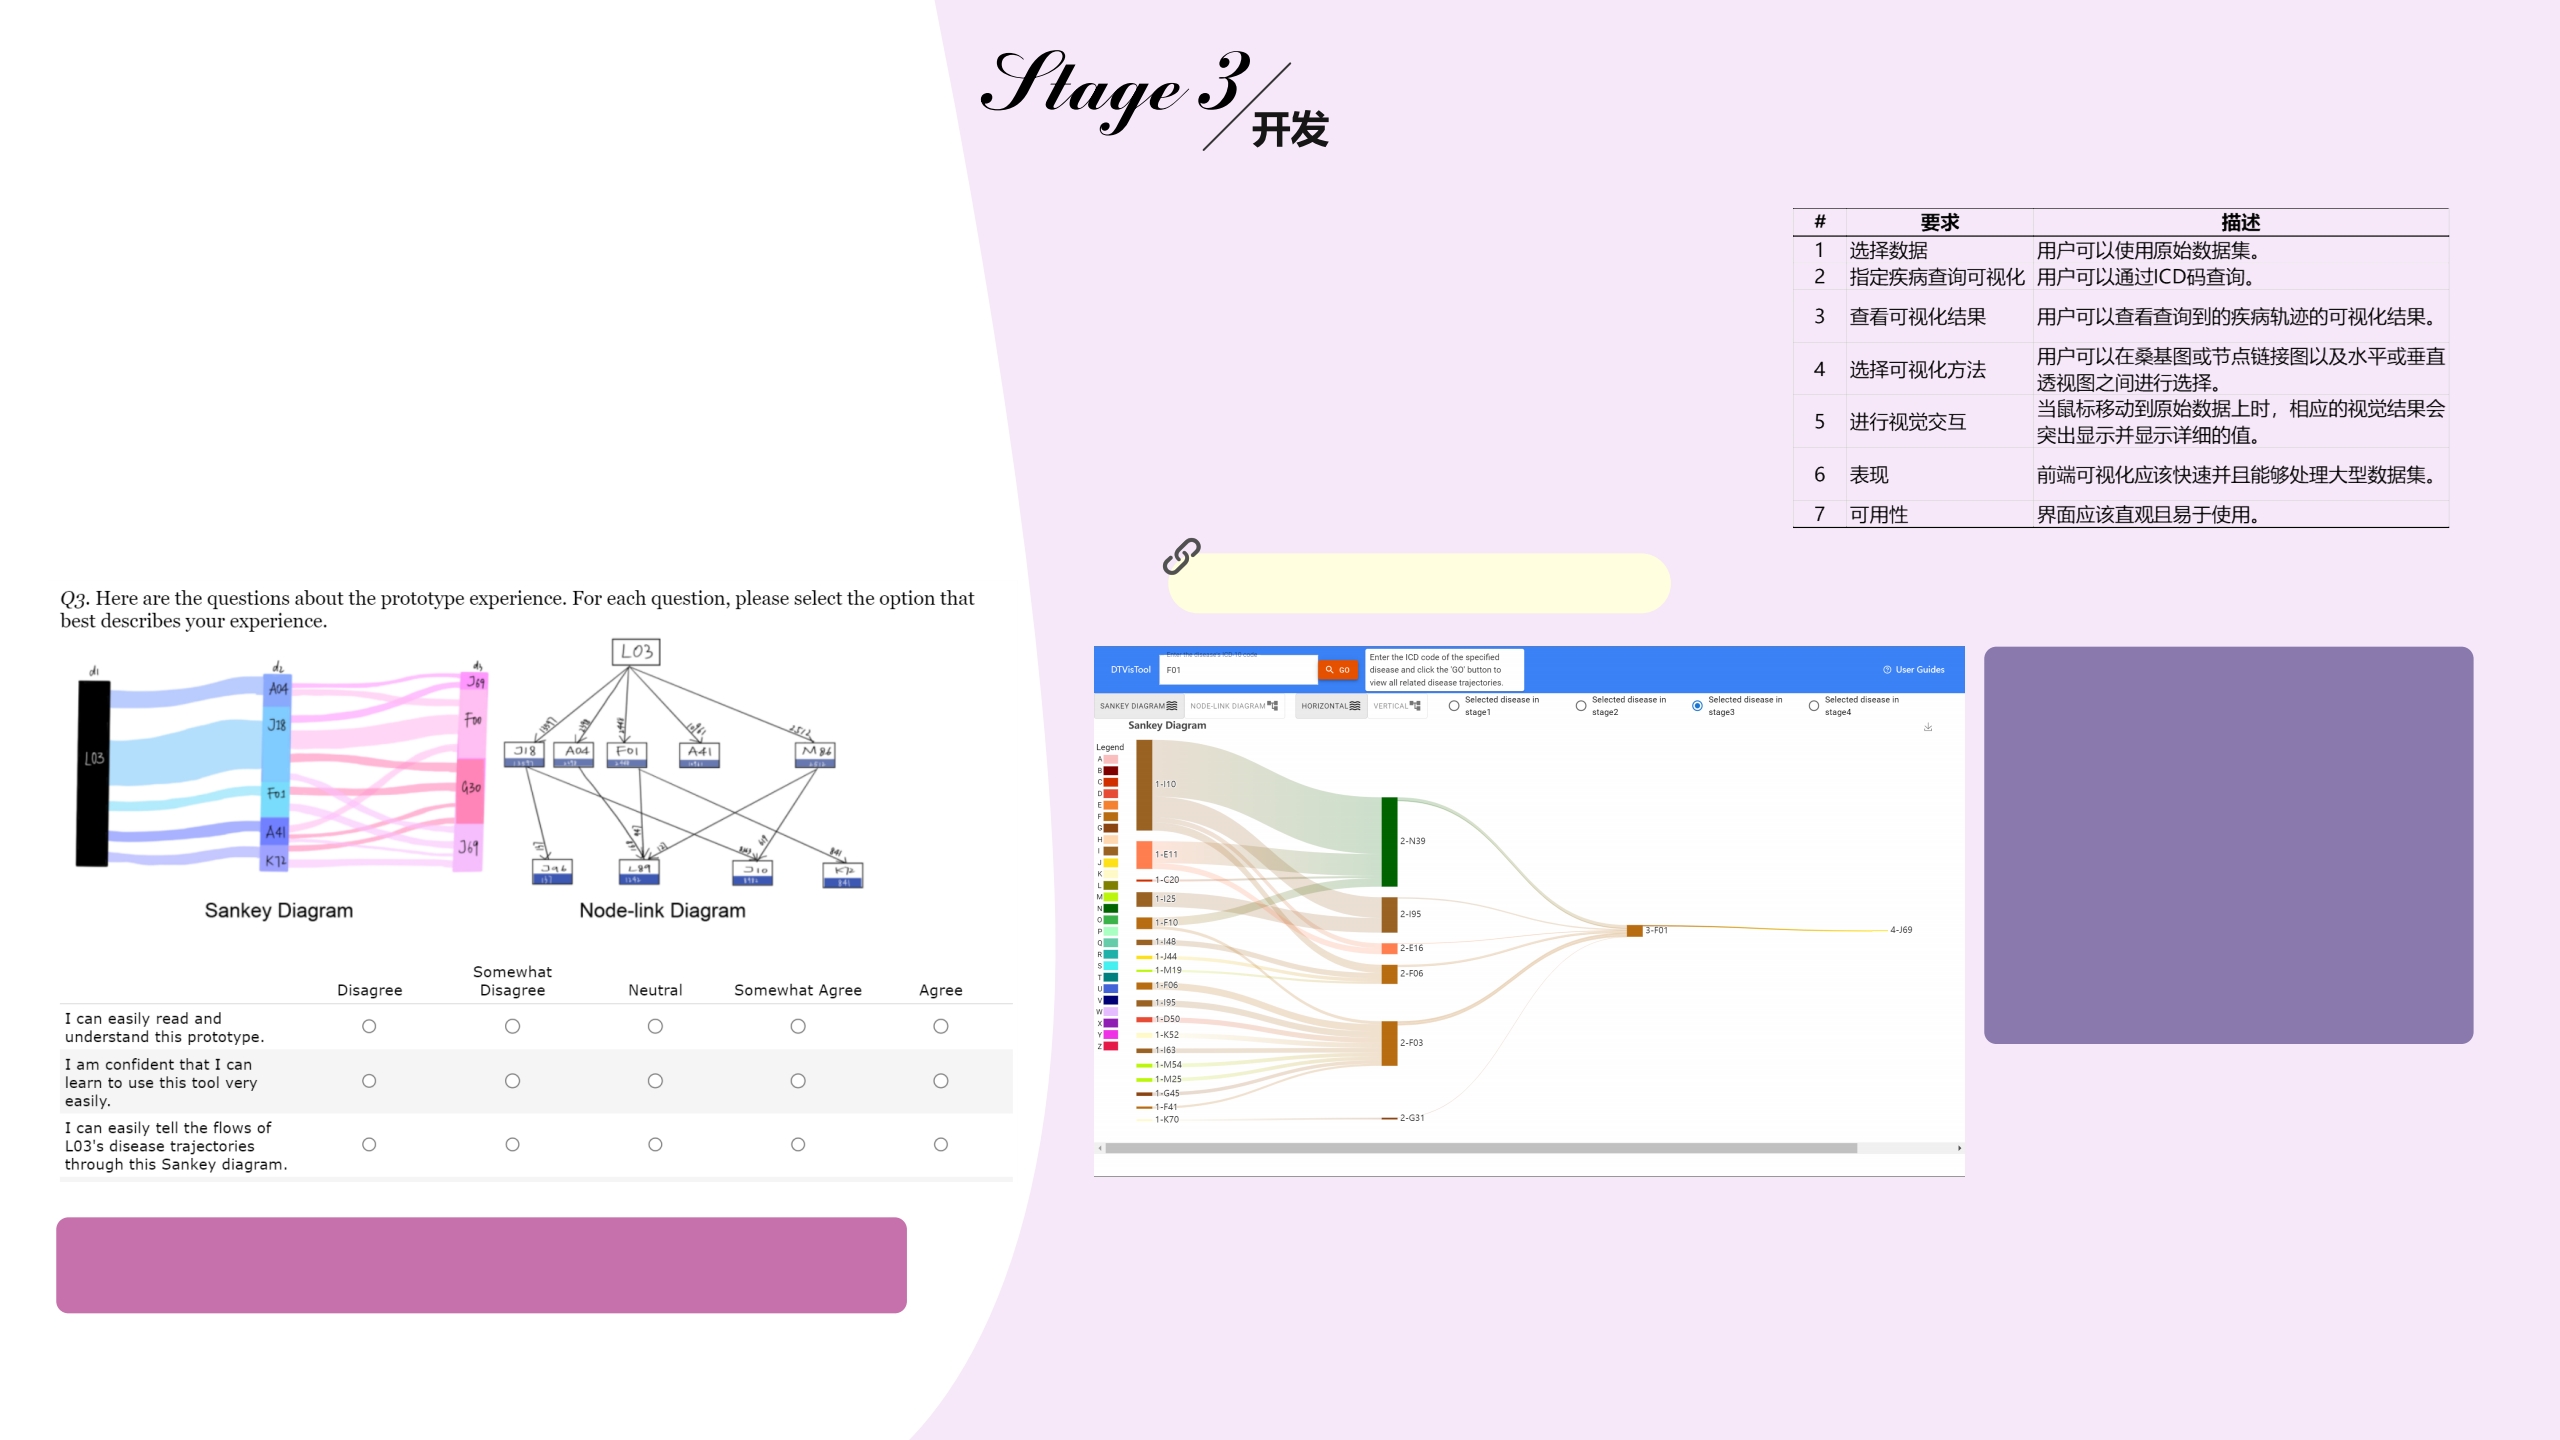 Stage 3
开发
# 要求 描述
1 选择数据 用户可以使用原始数据集。
2 指定疾病查询可视化 用户可以通过ICD码查询。
3 查看可视化结果 用户可以查看查询到的疾病轨迹的可视化结果。
4 选择可视化方法 用户可以在桑基图或节点链接图以及水平或垂直
透视图之间进行选择。
5 进行视觉交互 当鼠标移动到原始数据上时，相应的视觉结果会
突出显示并显示详细的值。
6 表现 前端可视化应该快速并且能够处理大型数据集。
7 可用性 界面应该直观且易于使用。
Q3. Here are the questions about the prototype experience. For each question, please select the option that
best describes your experience.
d1 d2 d3
L03
A04
J18
F01
A41
K72
J69
F00
G30
J69
Sankey Diagram
L03
J18 A04 F01 A41 M86
L89 J10 K72
Node-link Diagram
Disagree Somewhat Disagree Neutral Somewhat Agree Agree
I can easily read and
understand this prototype.
I am confident that I can
learn to use this tool very
easily.
I can easily tell the flows of
L03's disease trajectories
through this Sankey diagram.
DTVisTool
Enter the disease's ICD-10 code
F01
GO
Enter the ICD code of the specified
disease and click the 'GO' button to
view all related disease trajectories.
User Guides
SANKEY DIAGRAM NODE-LINK DIAGRAM HORIZONTAL VERTICAL
Selected disease in
stage1
Selected disease in
stage2
Selected disease in
stage3
Selected disease in
stage4
Sankey Diagram
Legend
A
B
C
D
E
F
G
H
I
J
K
L
M
N
O
P
Q
R
S
T
U
V
W
X
Y
Z
1-I10
1-E11
1-C20
1-I25
1-F10
1-I48
1-J44
1-M19
1-F06
1-I95
1-D50
1-K52
1-I63
1-M54
1-M25
1-G45
1-F41
1-K70
2-N39
2-I95
2-E16
2-F06
2-F03
2-G31
3-F01
4-J69